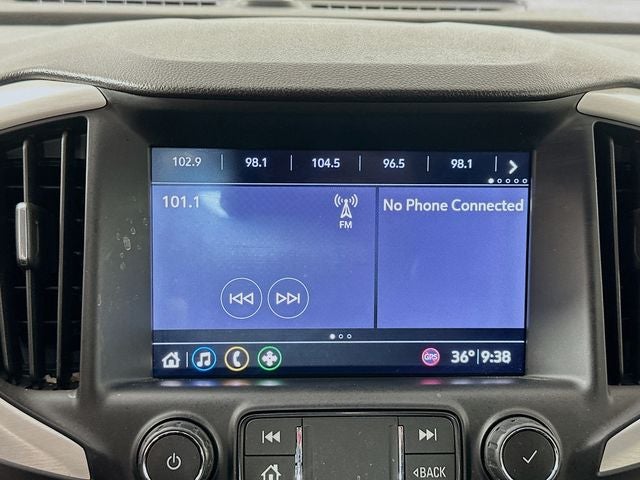 102.9 98.1 104.5 96.5 98.1
101.1
FM
No Phone Connected
GPS 36° 9:38
BACK